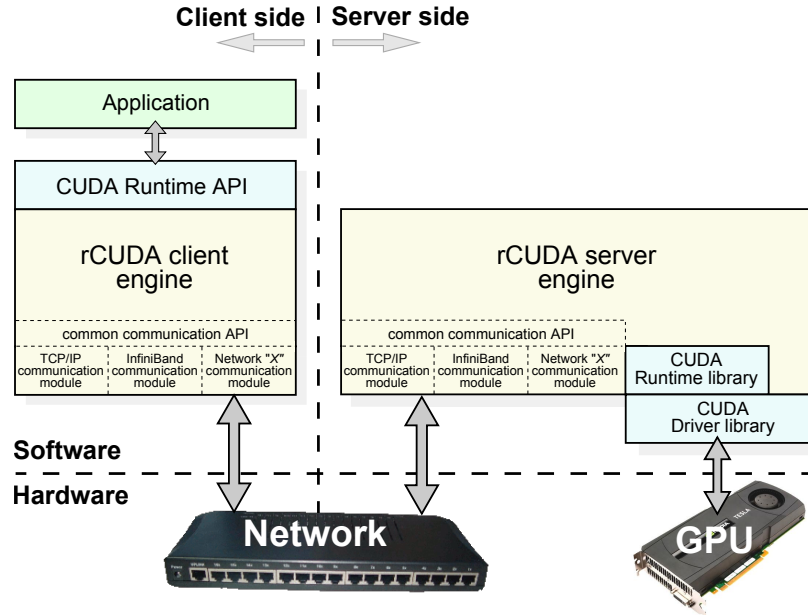 Client side
Server side
Application
CUDA Runtime API
rCUDA client
engine
common communication API
TCP/IP
communication
module
InfiniBand
communication
module
Network "X"
communication
module
rCUDA server
engine
common communication API
TCP/IP
communication
module
InfiniBand
communication
module
Network "X"
communication
module
CUDA
Runtime library
CUDA
Driver library
Software
Hardware
Network
GPU
TESLA
Power